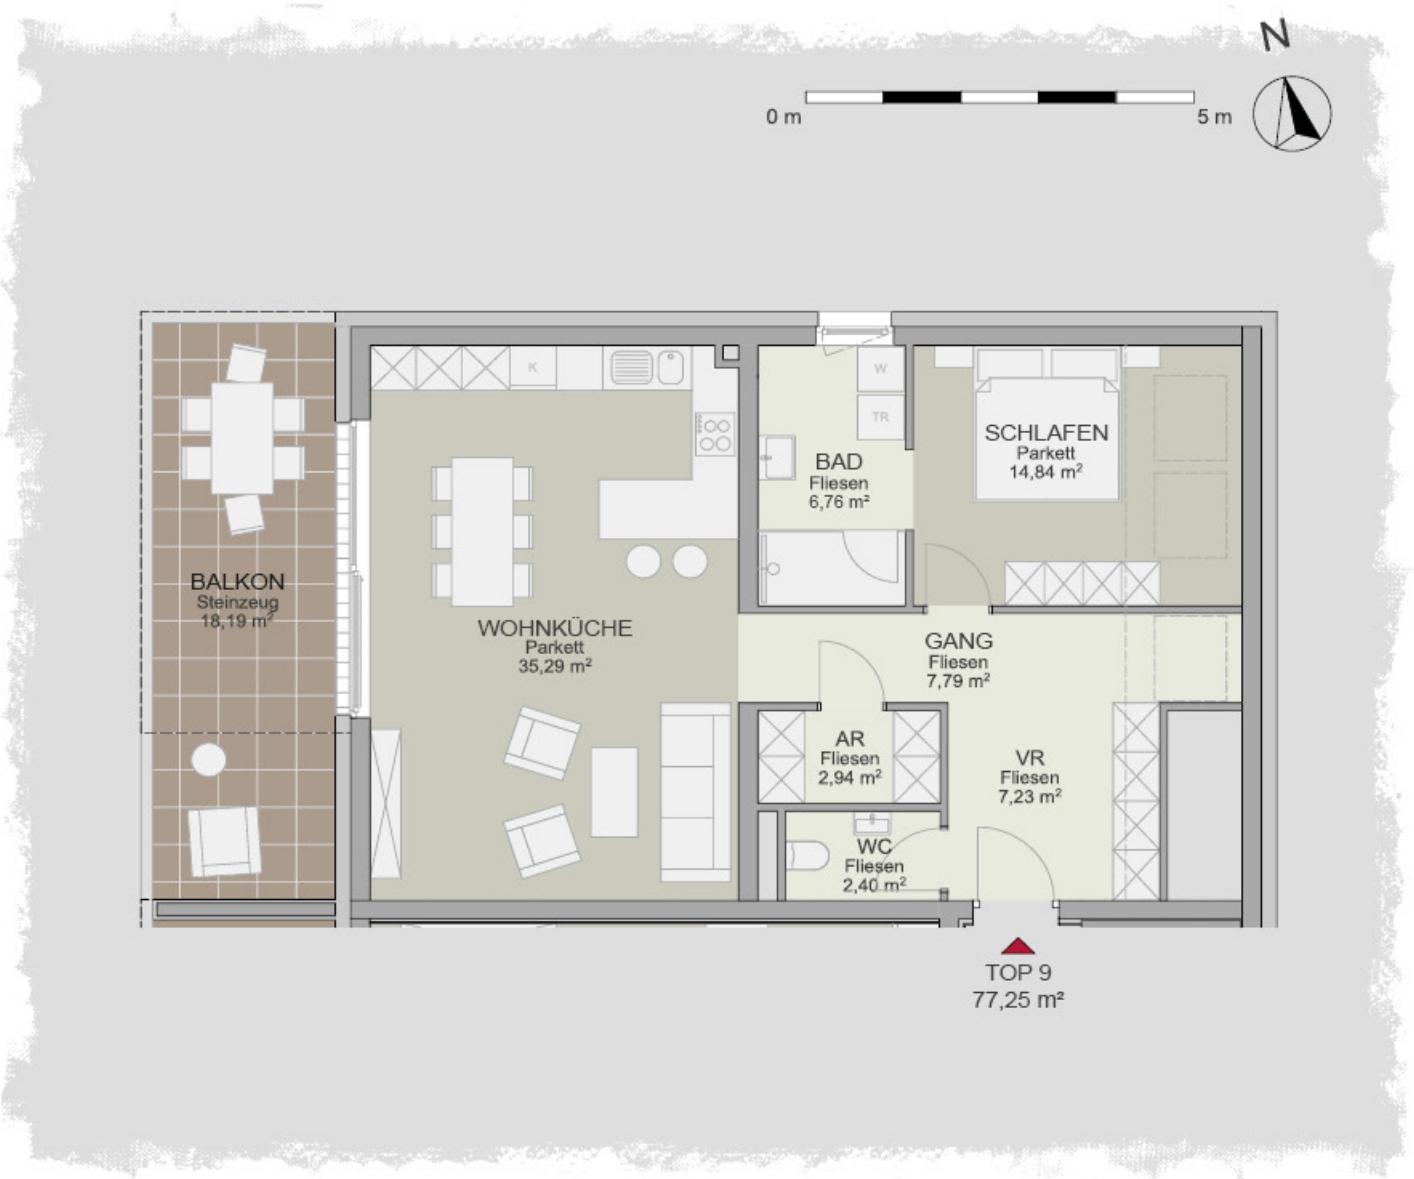 N
0 m
5 m
K
W
TR
SCHLAFEN
Parkett
14,84 m²
BAD
Fliesen
6,76 m²
BALKON
Steinzeug
18,19 m²
WOHNKÜCHE
Parkett
35,29 m²
GANG
Fliesen
7,79 m²
AR
Fliesen
2,94 m²
VR
Fliesen
7,23 m²
WC
Fliesen
2,40 m²
TOP 9
77,25 m²